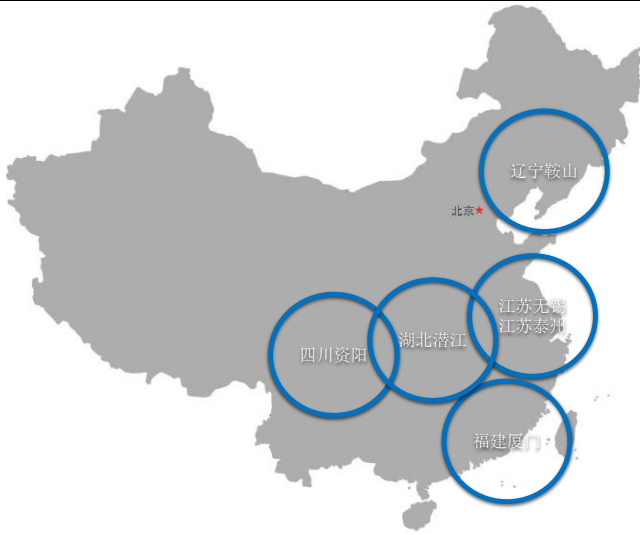 辽宁鞍山
北京
江苏无锡
江苏泰州
湖北潜江
四川资阳
福建厦门